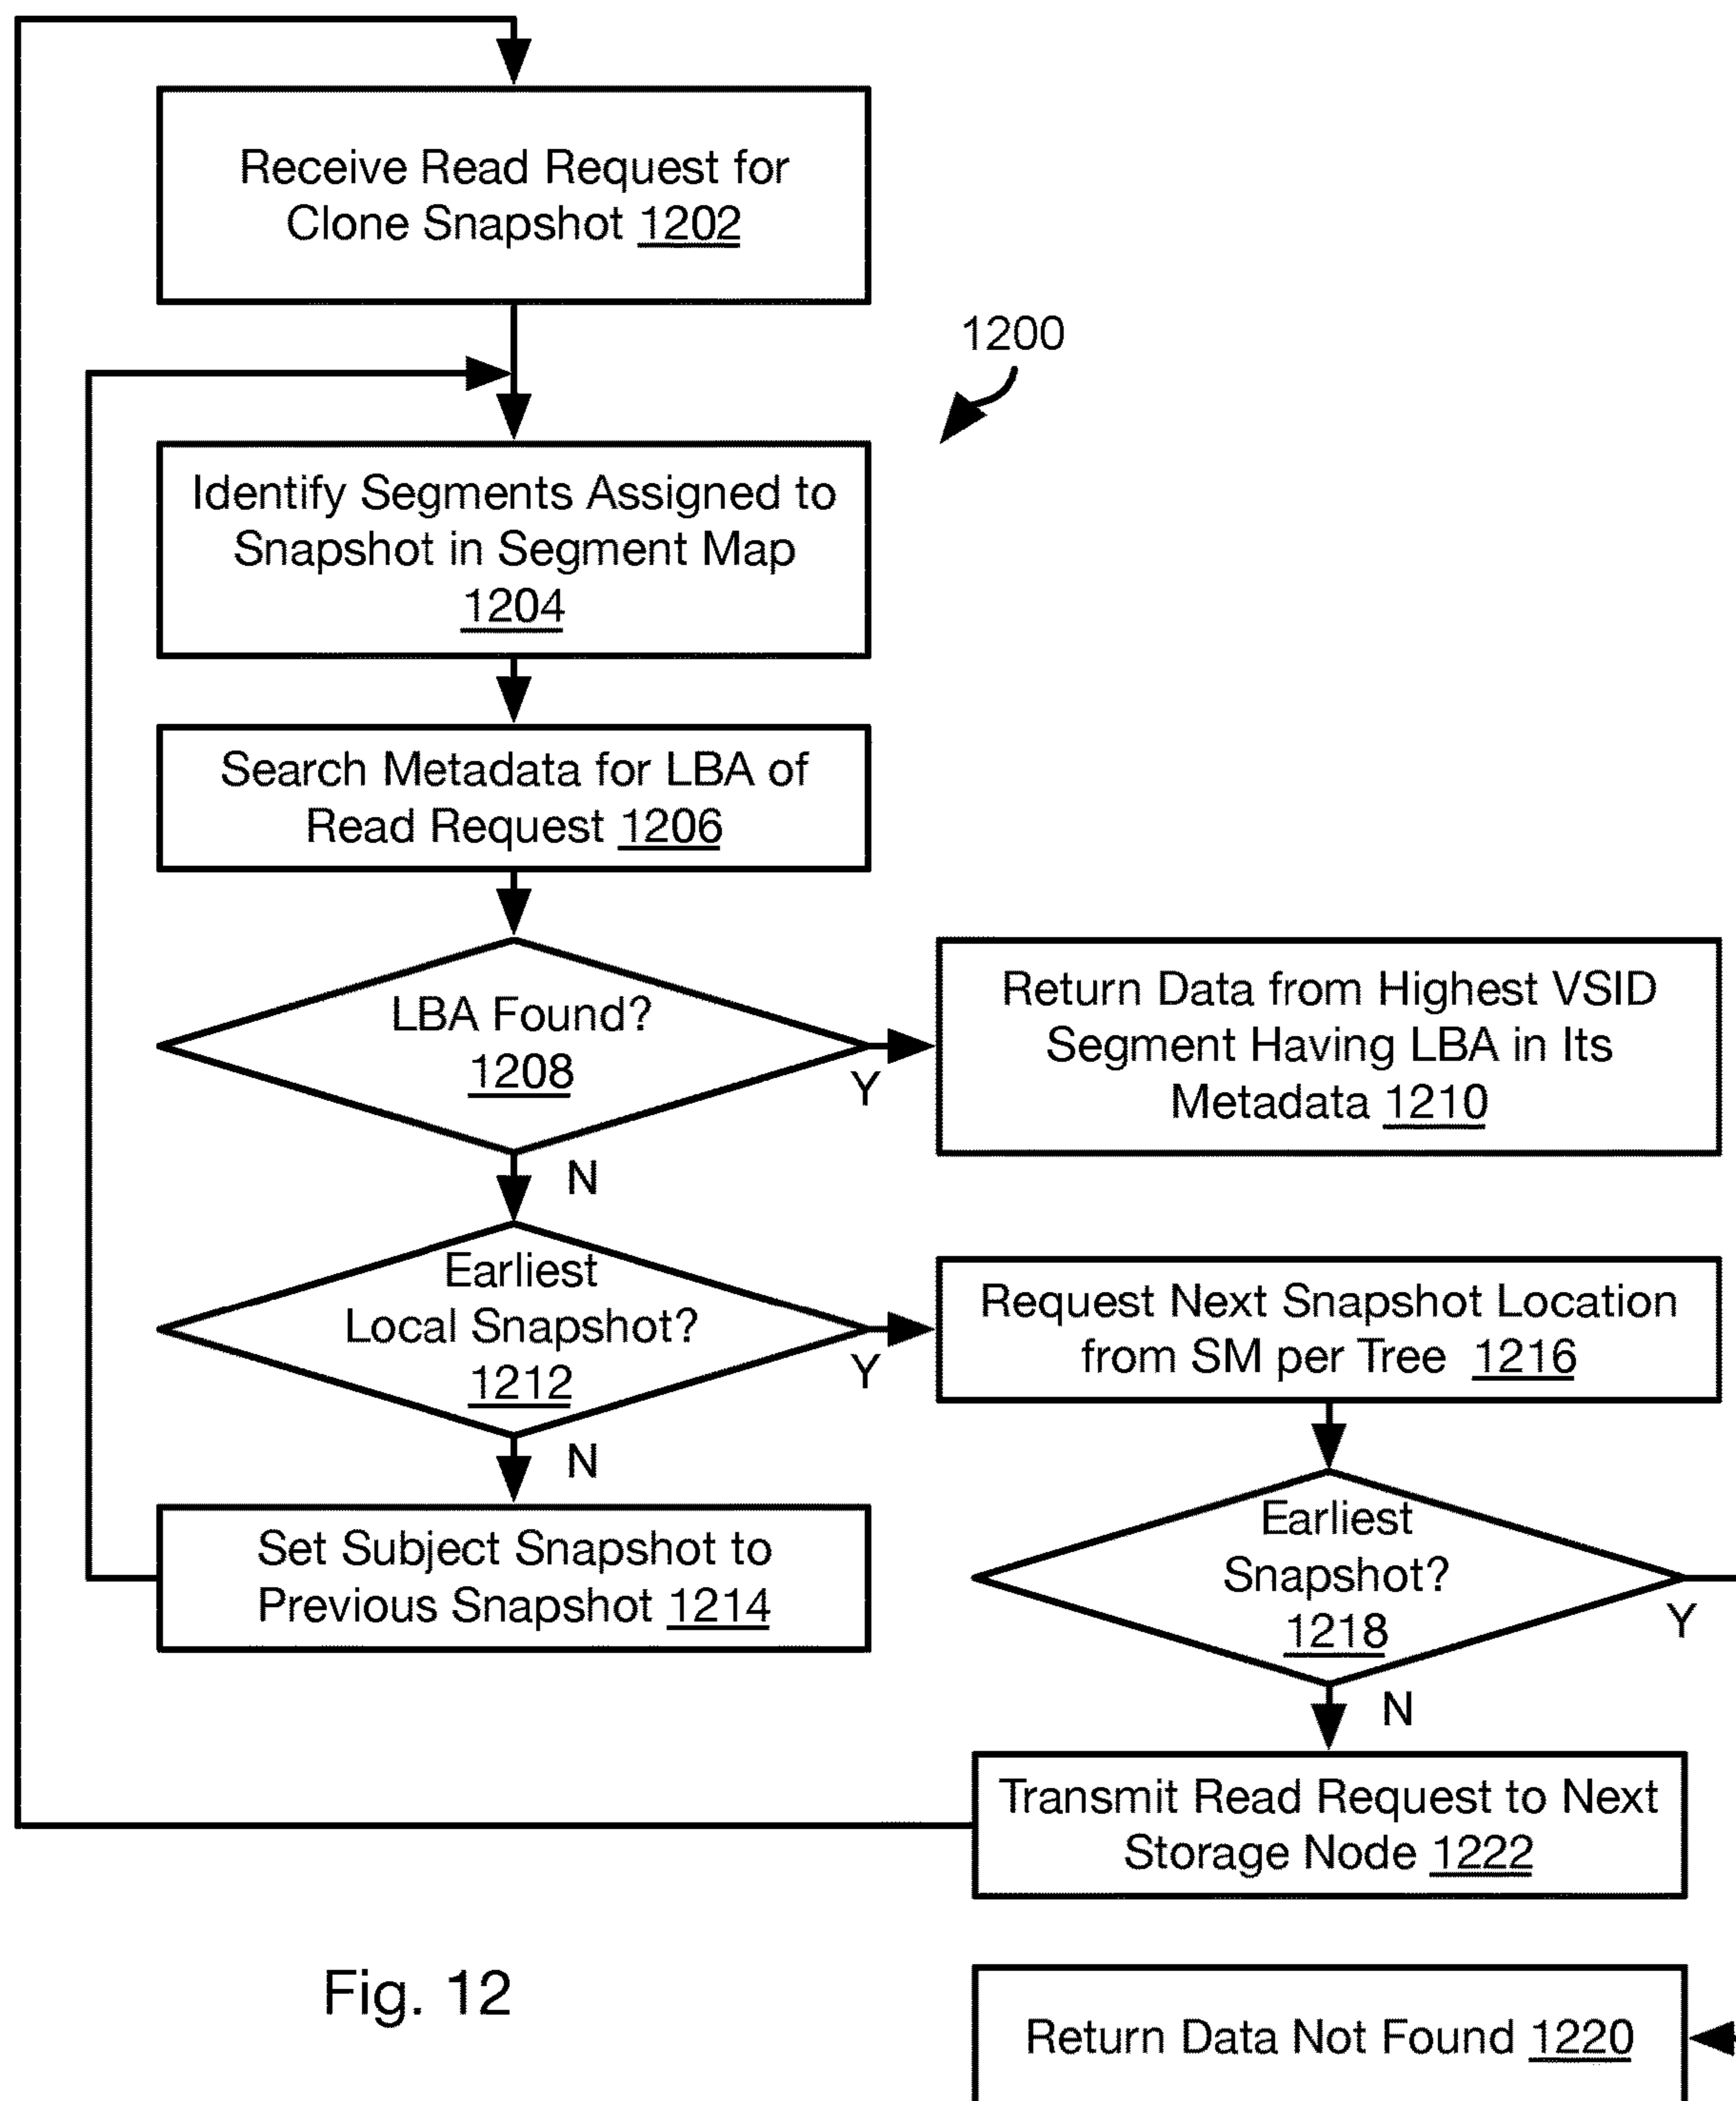 Receive Read Request for
Clone Snapshot 1202
1200
Identify Segments Assigned to
Snapshot in Segment Map
1204
Search Metadata for LBA of
Read Request 1206
LBA Found?
1208
Y
N
Return Data from Highest VSID
Segment Having LBA in Its
Metadata 1210
Earliest
Local Snapshot?
1212
Y
N
Request Next Snapshot Location
from SM per Tree 1216
Set Subject Snapshot to
Previous Snapshot 1214
Earliest
Snapshot?
1218
Y
N
Transmit Read Request to Next
Storage Node 1222
Fig. 12
Return Data Not Found 1220